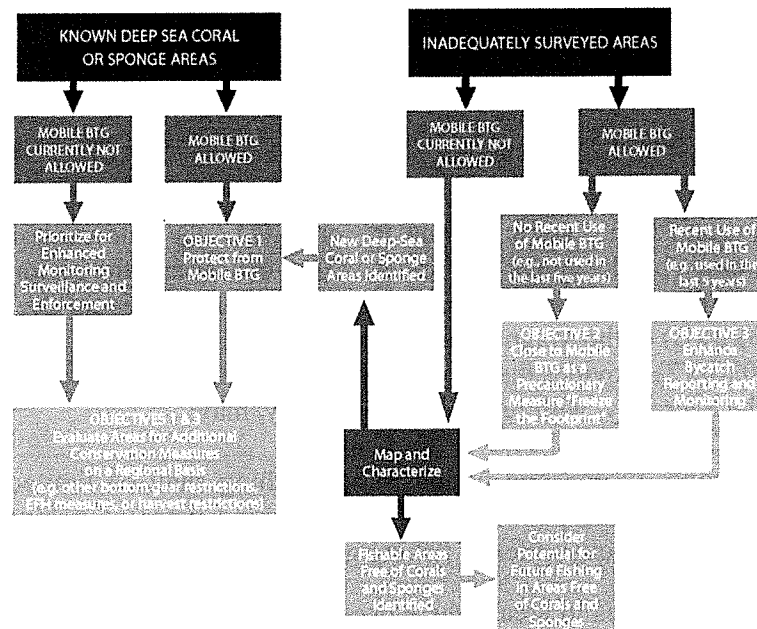 KNOWN DEEP SEA CORAL
OR SPONGE AREAS
INADEQUATELY SURVEYED AREAS
MOBILE BTG
CURRENTLY NOT
ALLOWED
MOBILE BTG
ALLOWED
MOBILE BTG
CURRENTLY NOT
ALLOWED
MOBILE BTG
ALLOWED
Prioritize for
Enhanced
Monitoring
Surveillance and
Enforcement
OBJECTIVE 1
Protect from
Mobile BTG
New Deep-Sea
Coral or Sponge
Areas Identified
No Recent Use
of Mobile BTG
(e.g., not used in
the last five years)
Recent Use of
Mobile BTG
(e.g., used in the
last 5 years)
OBJECTIVE 2
Close to Mobile
BTG as a
Precautionary
Measure "Freeze
the Footprint"
OBJECTIVE 3
Enhance
Bycatch
Reporting and
Monitoring
OBJECTIVES 1 & 3
Evaluate Areas for Additional
Conservation Measures
on a Regional Basis
(e.g. other bottom-gear restrictions,
EFH measures, or harvest restrictions)
Map and
Characterize
Fishable Areas
Free of Corals
and Sponges
Identified
Consider
Potential for
Future Fishing
in Areas Free
of Corals and
Sponges